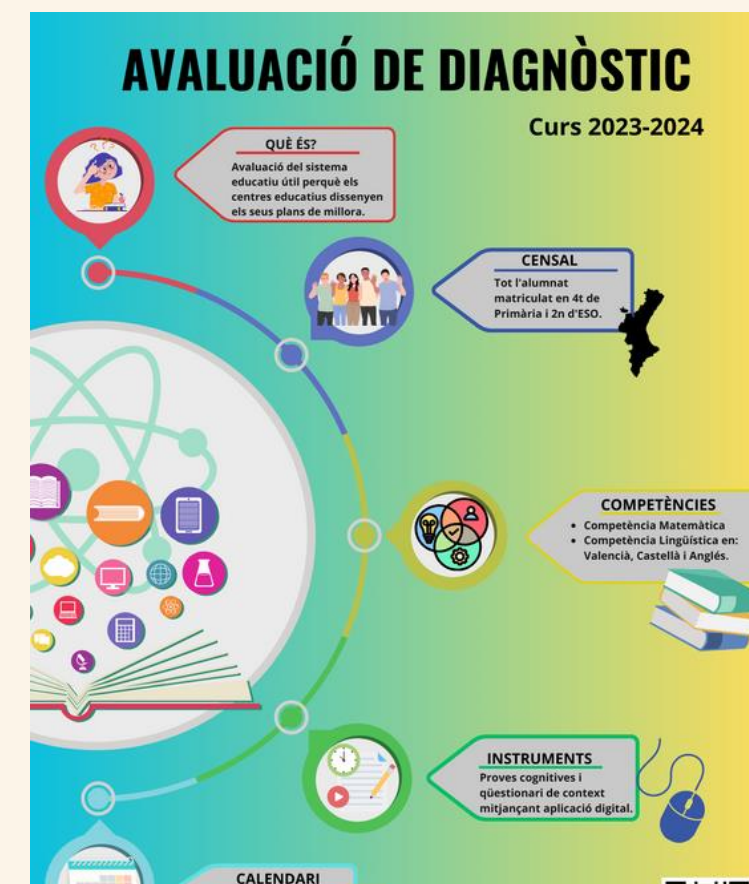 AVALUACIÓ DE DIAGNÒSTIC
Curs 2023-2024
QUÈ ÉS?
Avaluació del sistema
educatiu útil perquè els
centres educatius dissenyen
els seus plans de millora.
CENSAL
Tot l'alumnat
matriculat en 4t de
Primària i 2n d'ESO.
COMPETÈNCIES
• Competència Matemàtica
• Competència Lingüística en:
Valencià, Castellà i Anglés.
INSTRUMENTS
Proves cognitives i
qüestionari de context
mitjançant aplicació digital.
CALENDARI